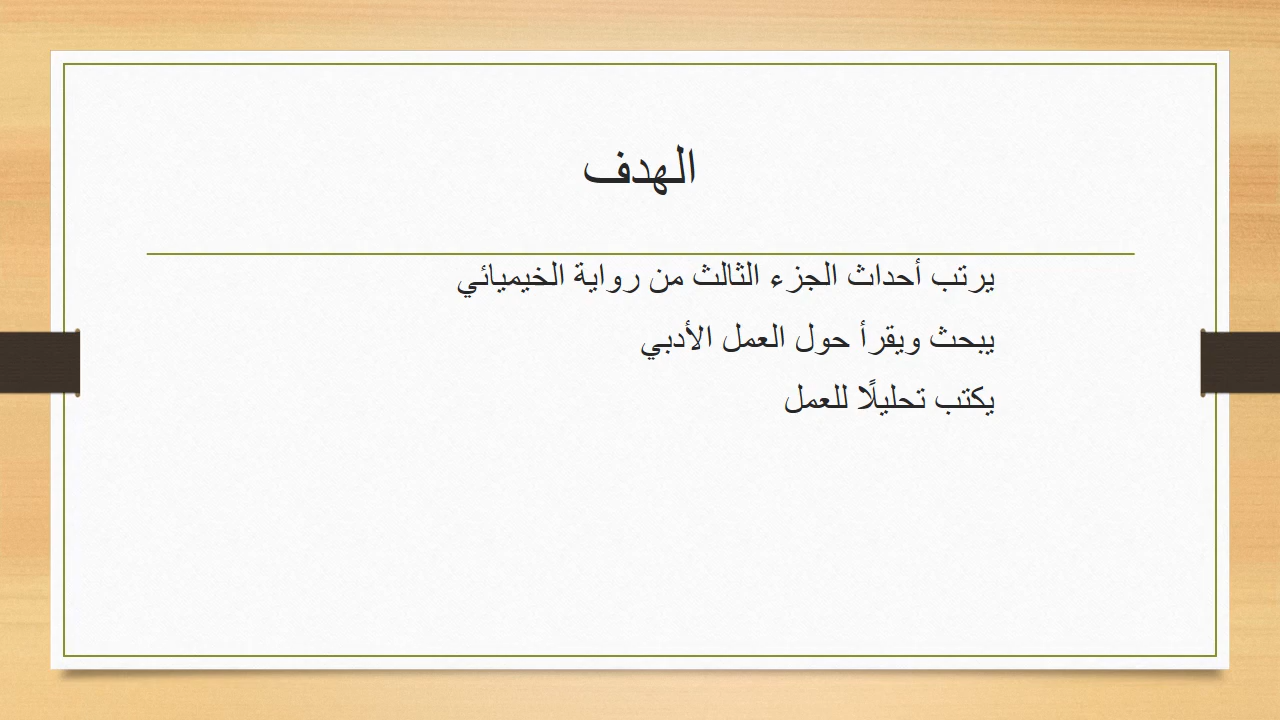 الهدف
يرتب أحداث الجزء الثالث من رواية الخيميائي
يبحث ويقرأ حول العمل الأدبي
يكتب تحليلًا للعمل